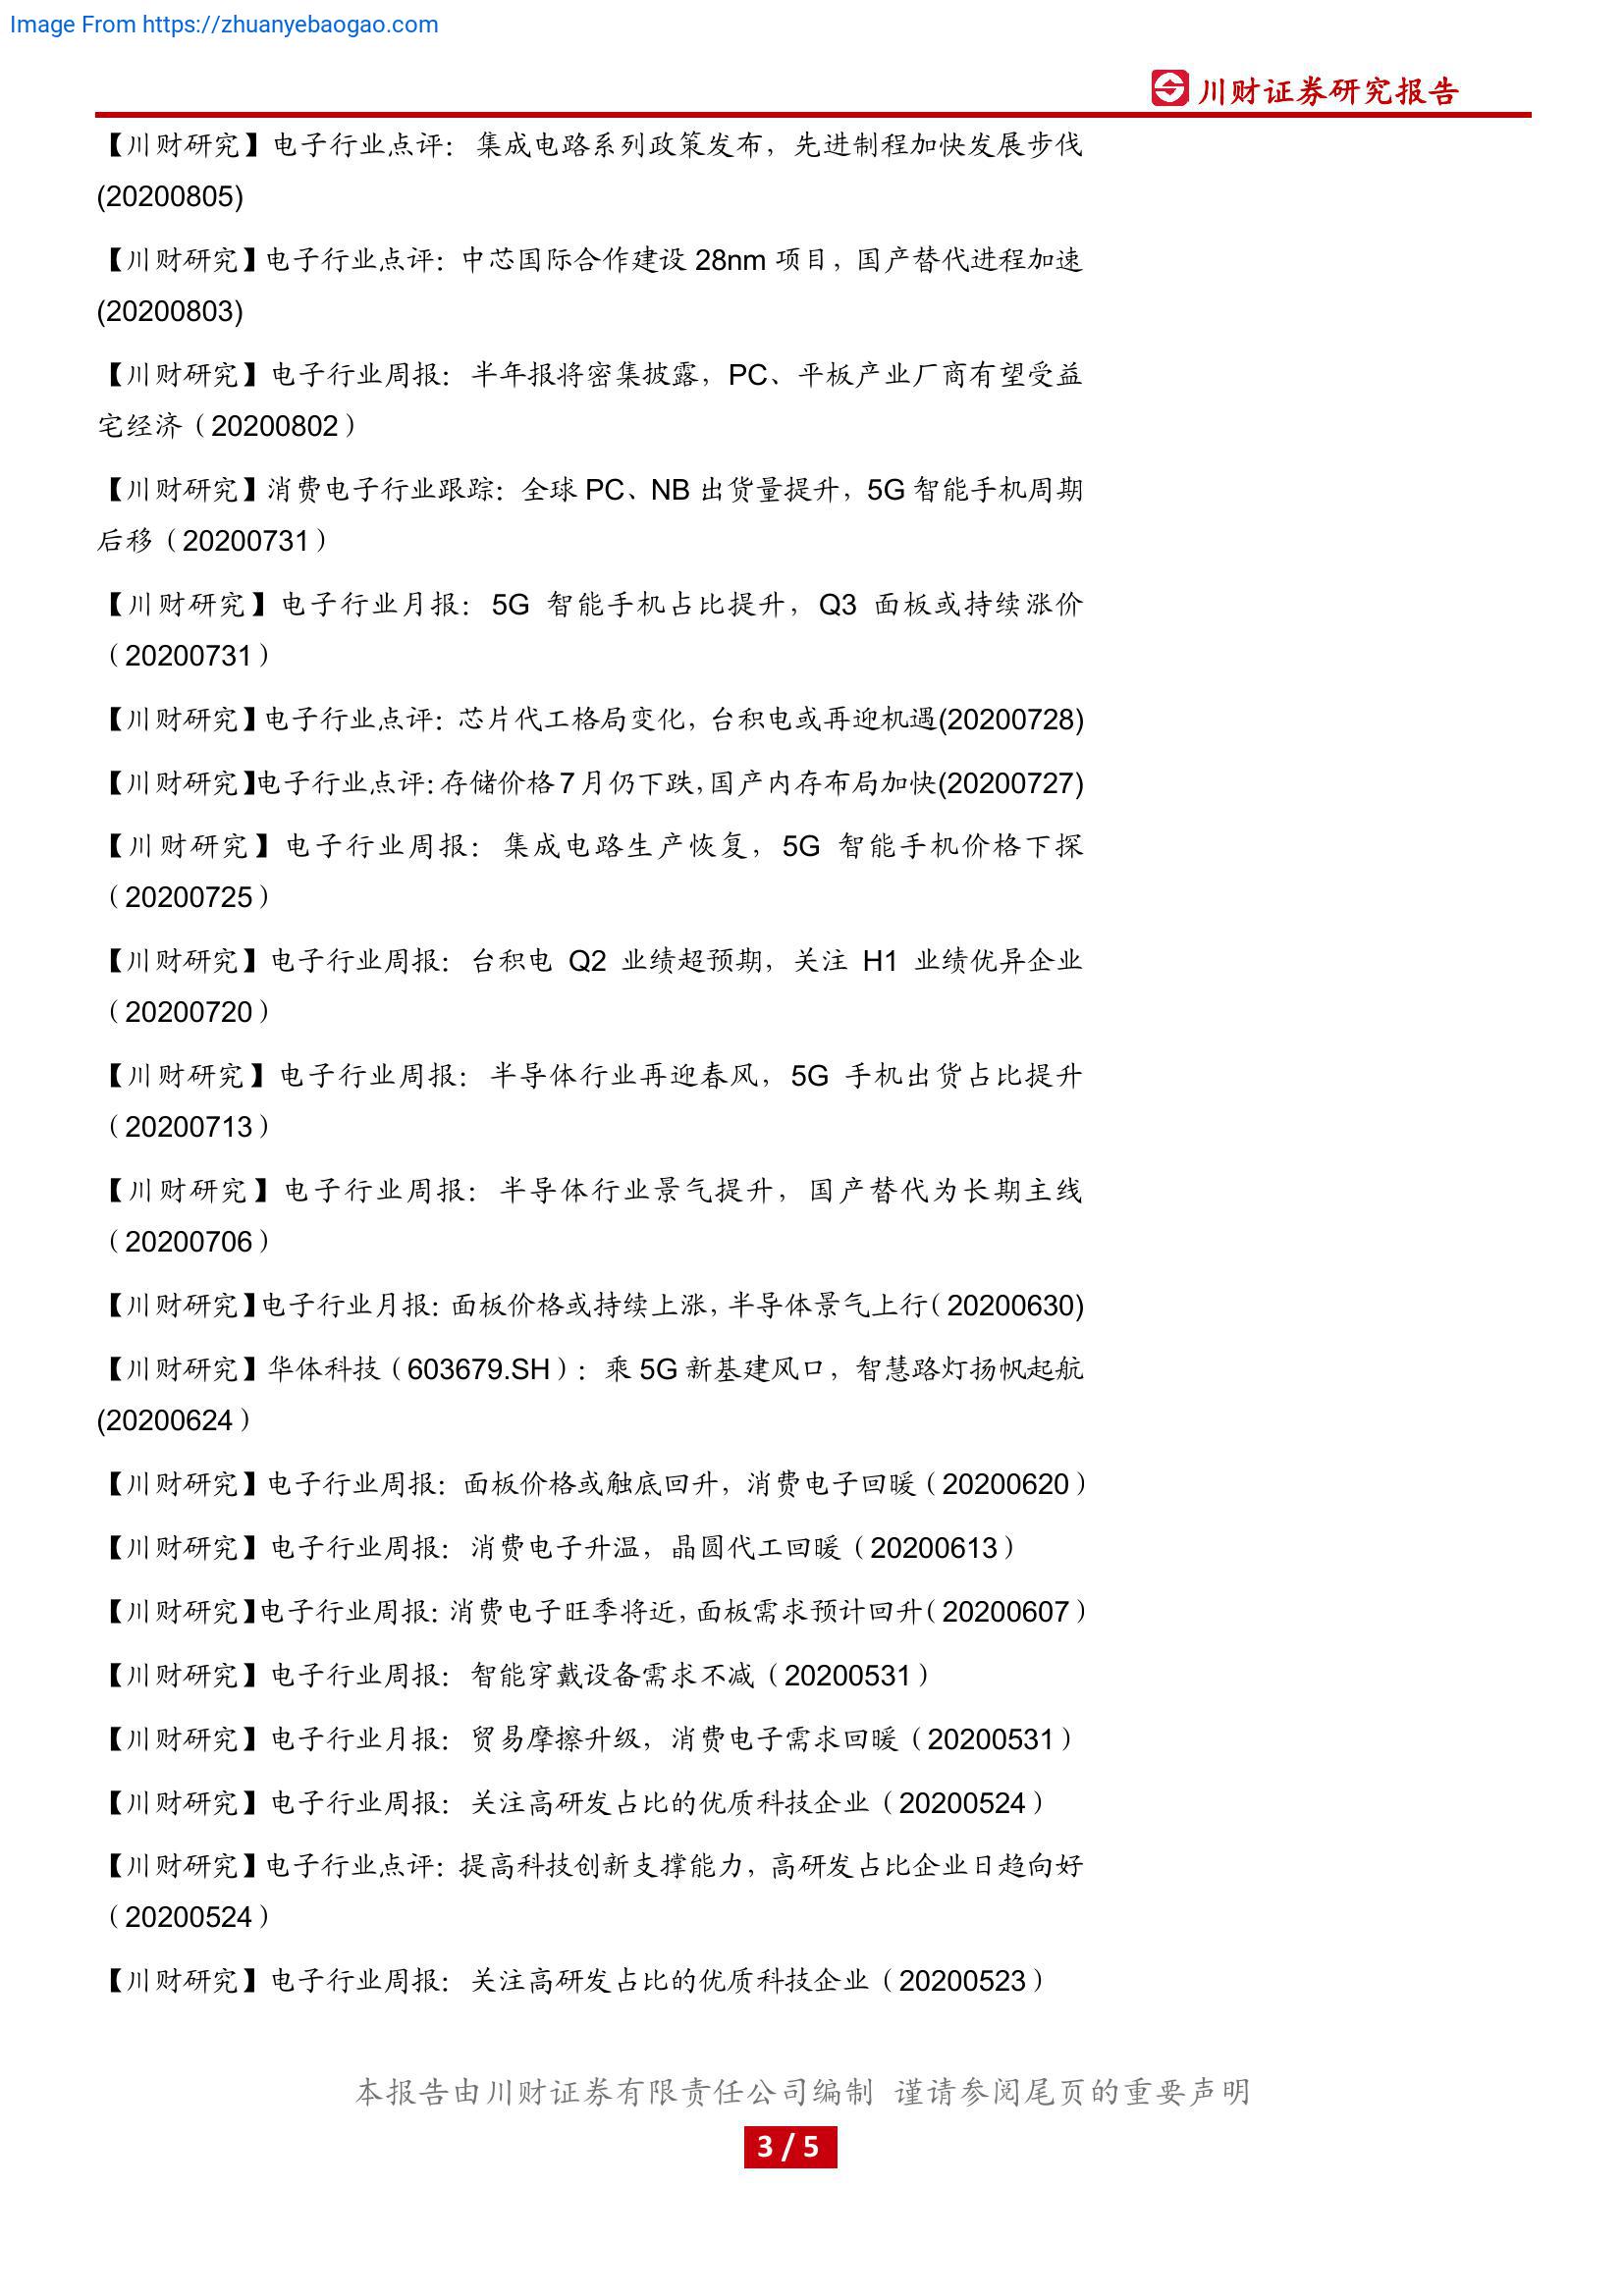 Image From https://zhuanyebaogao.com
川财证券研究报告
【川财研究】电子行业点评：集成电路系列政策发布，先进制程加快发展步伐
(20200805)
【川财研究】电子行业点评：中芯国际合作建设 28nm 项目，国产替代进程加速
(20200803)
【川财研究】电子行业周报：半年报将密集披露，PC、平板产业厂商有望受益
宅经济（20200802）
【川财研究】消费电子行业跟踪：全球 PC、NB 出货量提升，5G 智能手机周期
后移（20200731）
【川财研究】电子行业月报：5G 智能手机占比提升，Q3 面板或持续涨价
（20200731）
【川财研究】电子行业点评：芯片代工格局变化，台积电或再迎机遇(20200728)
【川财研究】电子行业点评：存储价格 7 月仍下跌，国产内存布局加快(20200727)
【川财研究】电子行业周报：集成电路生产恢复，5G 智能手机价格下探
（20200725）
【川财研究】电子行业周报：台积电 Q2 业绩超预期，关注 H1 业绩优异企业
（20200720）
【川财研究】电子行业周报：半导体行业再迎春风，5G 手机出货占比提升
（20200713）
【川财研究】电子行业周报：半导体行业景气提升，国产替代为长期主线
（20200706）
【川财研究】电子行业月报：面板价格或持续上涨，半导体景气上行（20200630)
【川财研究】华体科技（603679.SH）：乘 5G 新基建风口，智慧路灯扬帆起航
(20200624）
【川财研究】电子行业周报：面板价格或触底回升，消费电子回暖（20200620）
【川财研究】电子行业周报：消费电子升温，晶圆代工回暖（20200613）
【川财研究】电子行业周报：消费电子旺季将近，面板需求预计回升（20200607）
【川财研究】电子行业周报：智能穿戴设备需求不减（20200531）
【川财研究】电子行业月报：贸易摩擦升级，消费电子需求回暖（20200531）
【川财研究】电子行业周报：关注高研发占比的优质科技企业（20200524）
【川财研究】电子行业点评：提高科技创新支撑能力，高研发占比企业日趋向好
（20200524）
【川财研究】电子行业周报：关注高研发占比的优质科技企业（20200523）
本报告由川财证券有限责任公司编制 谨请参阅尾页的重要声明
3 / 5